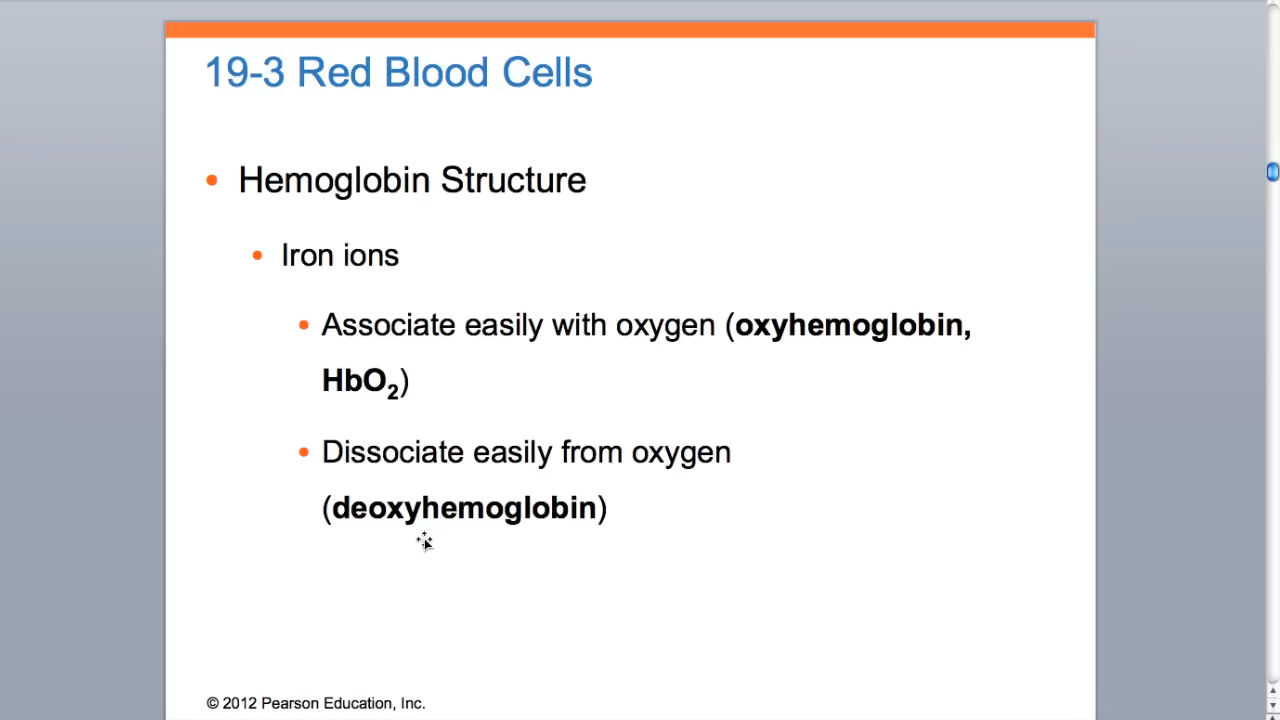 19-3 Red Blood Cells
• Hemoglobin Structure
• Iron ions
• Associate easily with oxygen (oxyhemoglobin,
HbO₂)
• Dissociate easily from oxygen
(deoxyhemoglobin)
© 2012 Pearson Education, Inc.